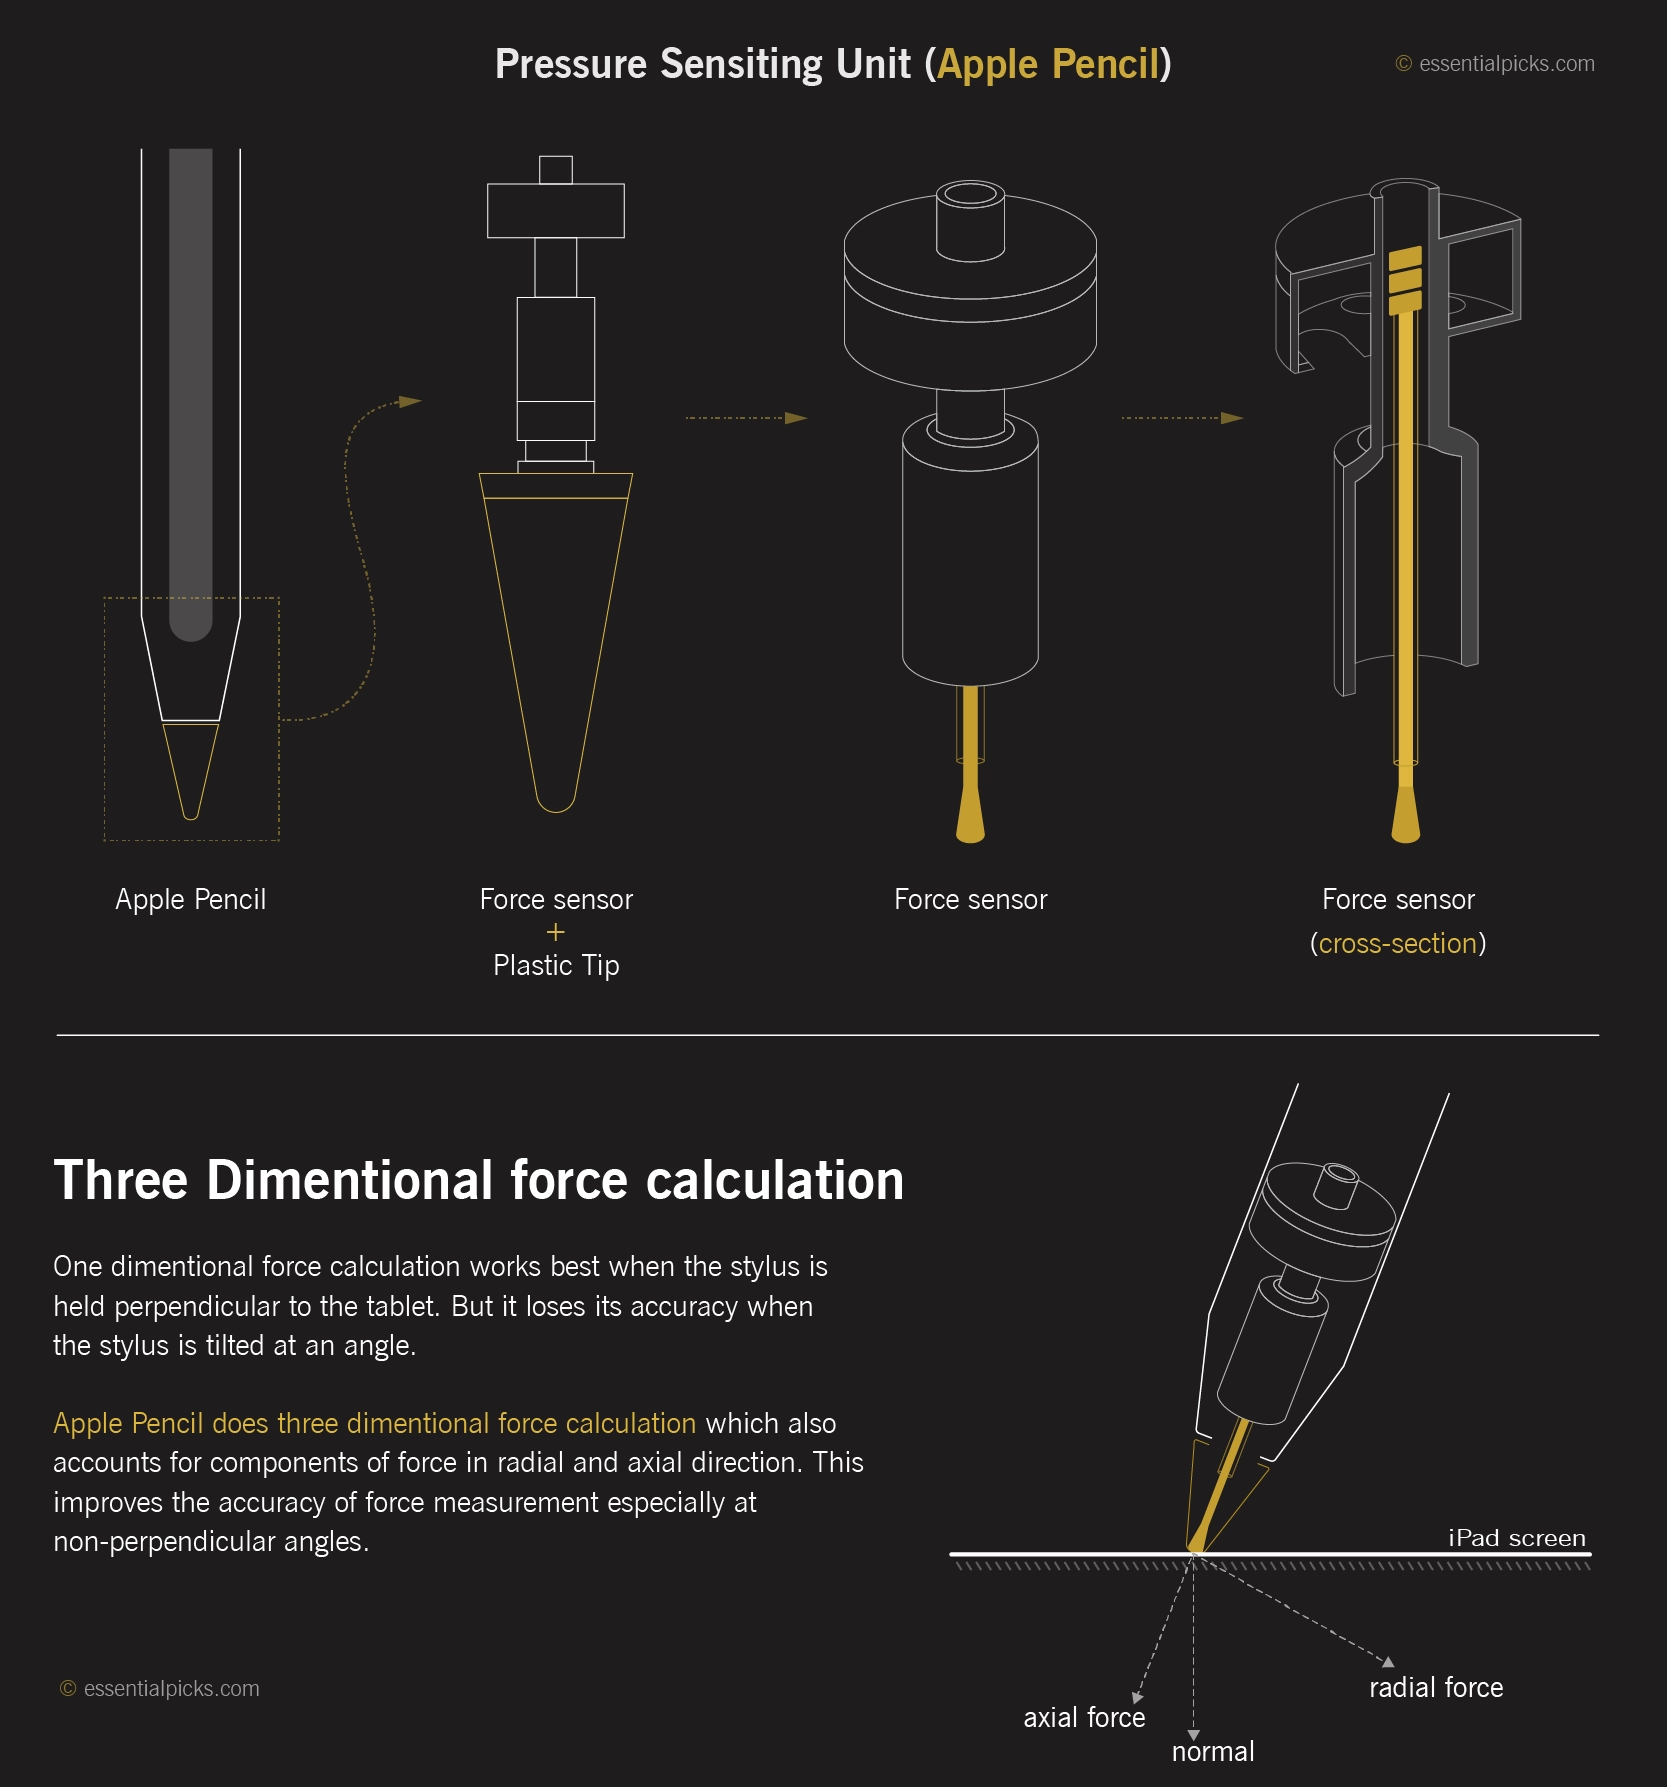 Pressure Sensiting Unit (Apple Pencil)
© essentialpicks.com
Apple Pencil
Force sensor
+
Plastic Tip
Force sensor
Force sensor
(cross-section)
Three Dimentional force calculation
One dimentional force calculation works best when the stylus is
held perpendicular to the tablet. But it loses its accuracy when
the stylus is tilted at an angle.
Apple Pencil does three dimentional force calculation which also
accounts for components of force in radial and axial direction. This
improves the accuracy of force measurement especially at
non-perpendicular angles.
iPad screen
radial force
axial force
normal
© essentialpicks.com